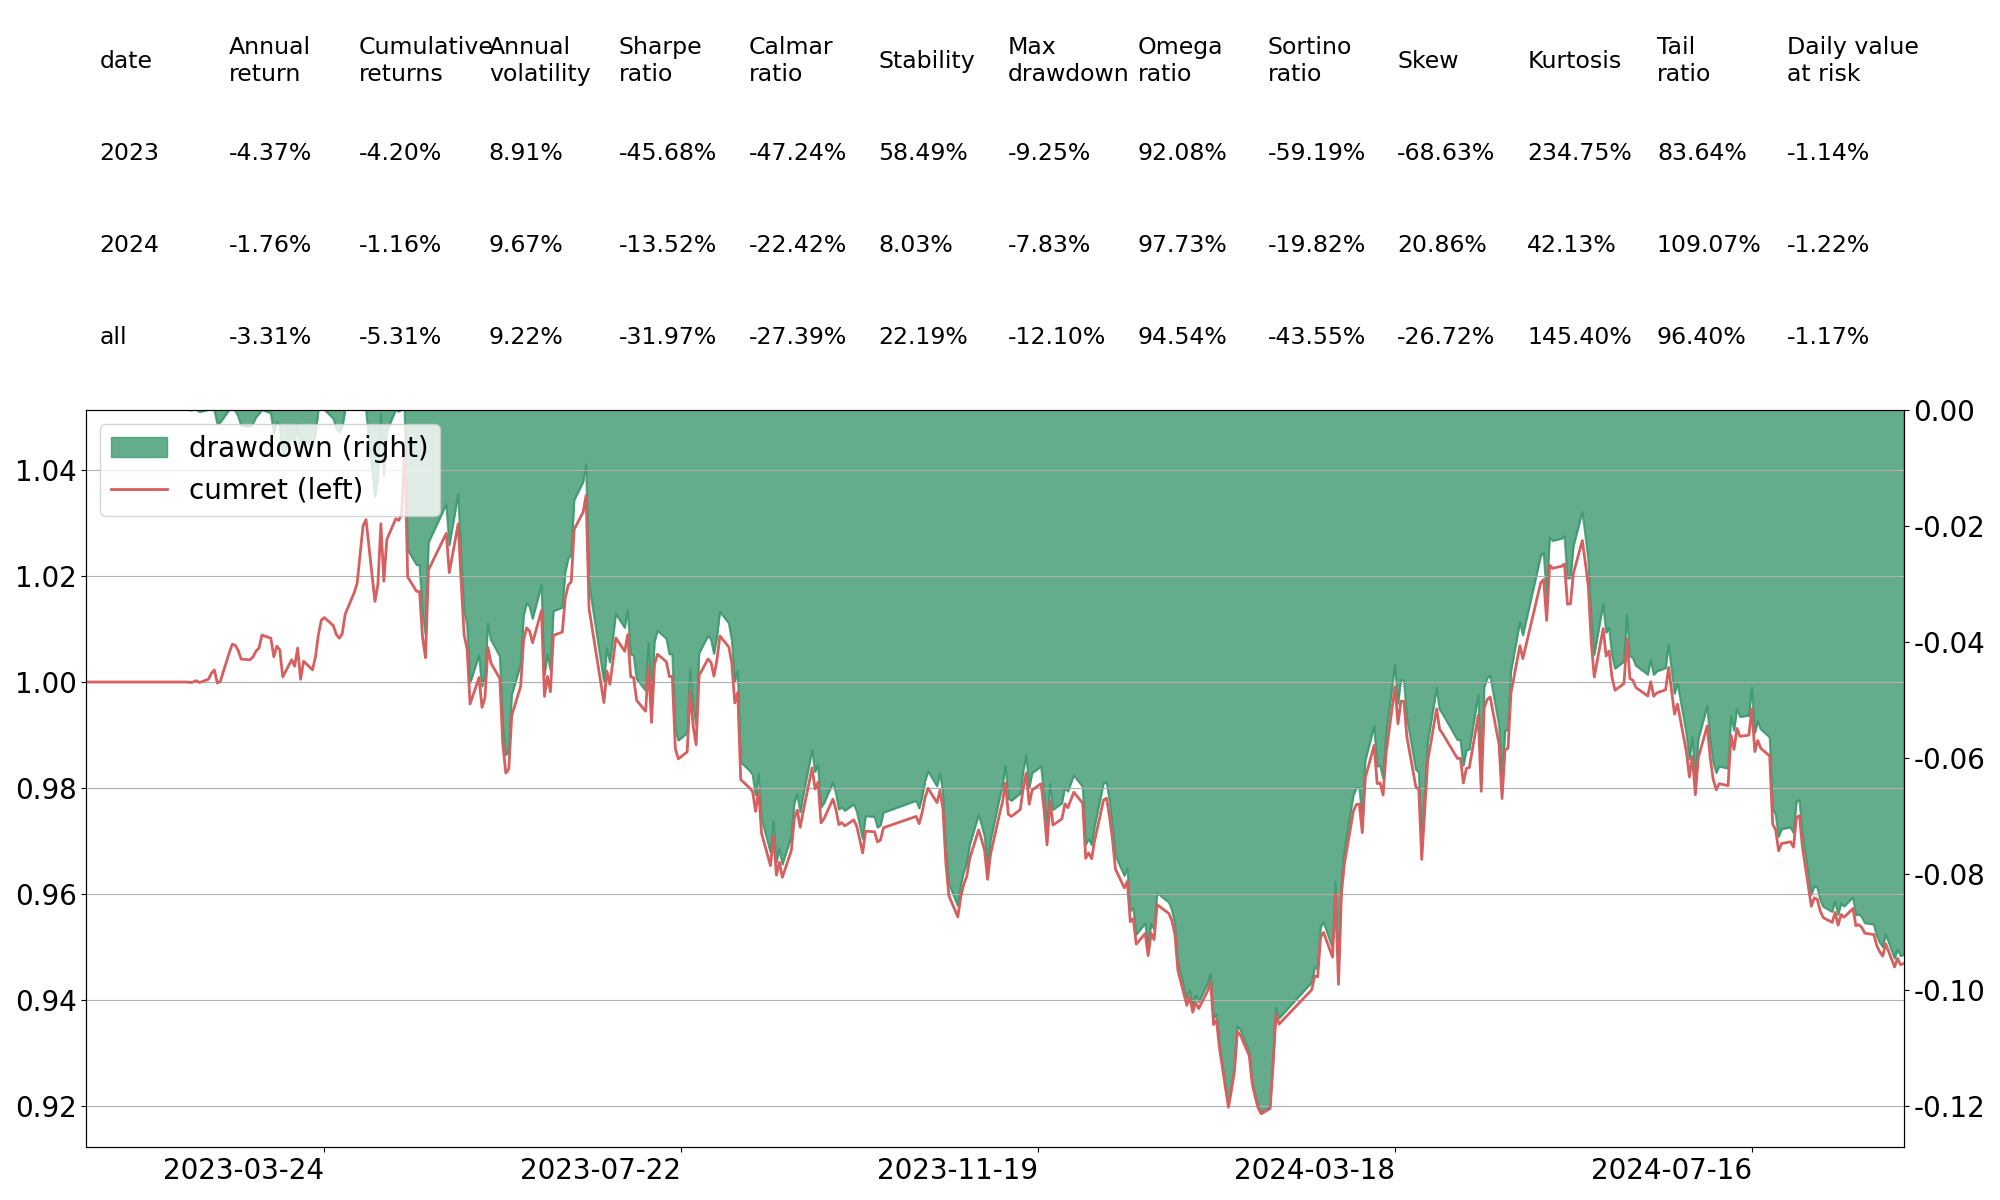 date Annual return Cumulative returns Annual volatility Sharpe ratio Calmar ratio Stability Max drawdown Omega ratio Sortino ratio Skew Kurtosis Tail ratio Daily value at risk
2023 -4.37% -4.20% 8.91% -45.68% -47.24% 58.49% -9.25% 92.08% -59.19% -68.63% 234.75% 83.64% -1.14%
2024 -1.76% -1.16% 9.67% -13.52% -22.42% 8.03% -7.83% 97.73% -19.82% 20.86% 42.13% 109.07% -1.22%
all -3.31% -5.31% 9.22% -31.97% -27.39% 22.19% -12.10% 94.54% -43.55% -26.72% 145.40% 96.40% -1.17%
drawdown (right)
cumret (left)
1.04
1.02
1.00
0.98
0.96
0.94
0.92
0.00
-0.02
-0.04
-0.06
-0.08
-0.10
-0.12
2023-03-24 2023-07-22 2023-11-19 2024-03-18 2024-07-16